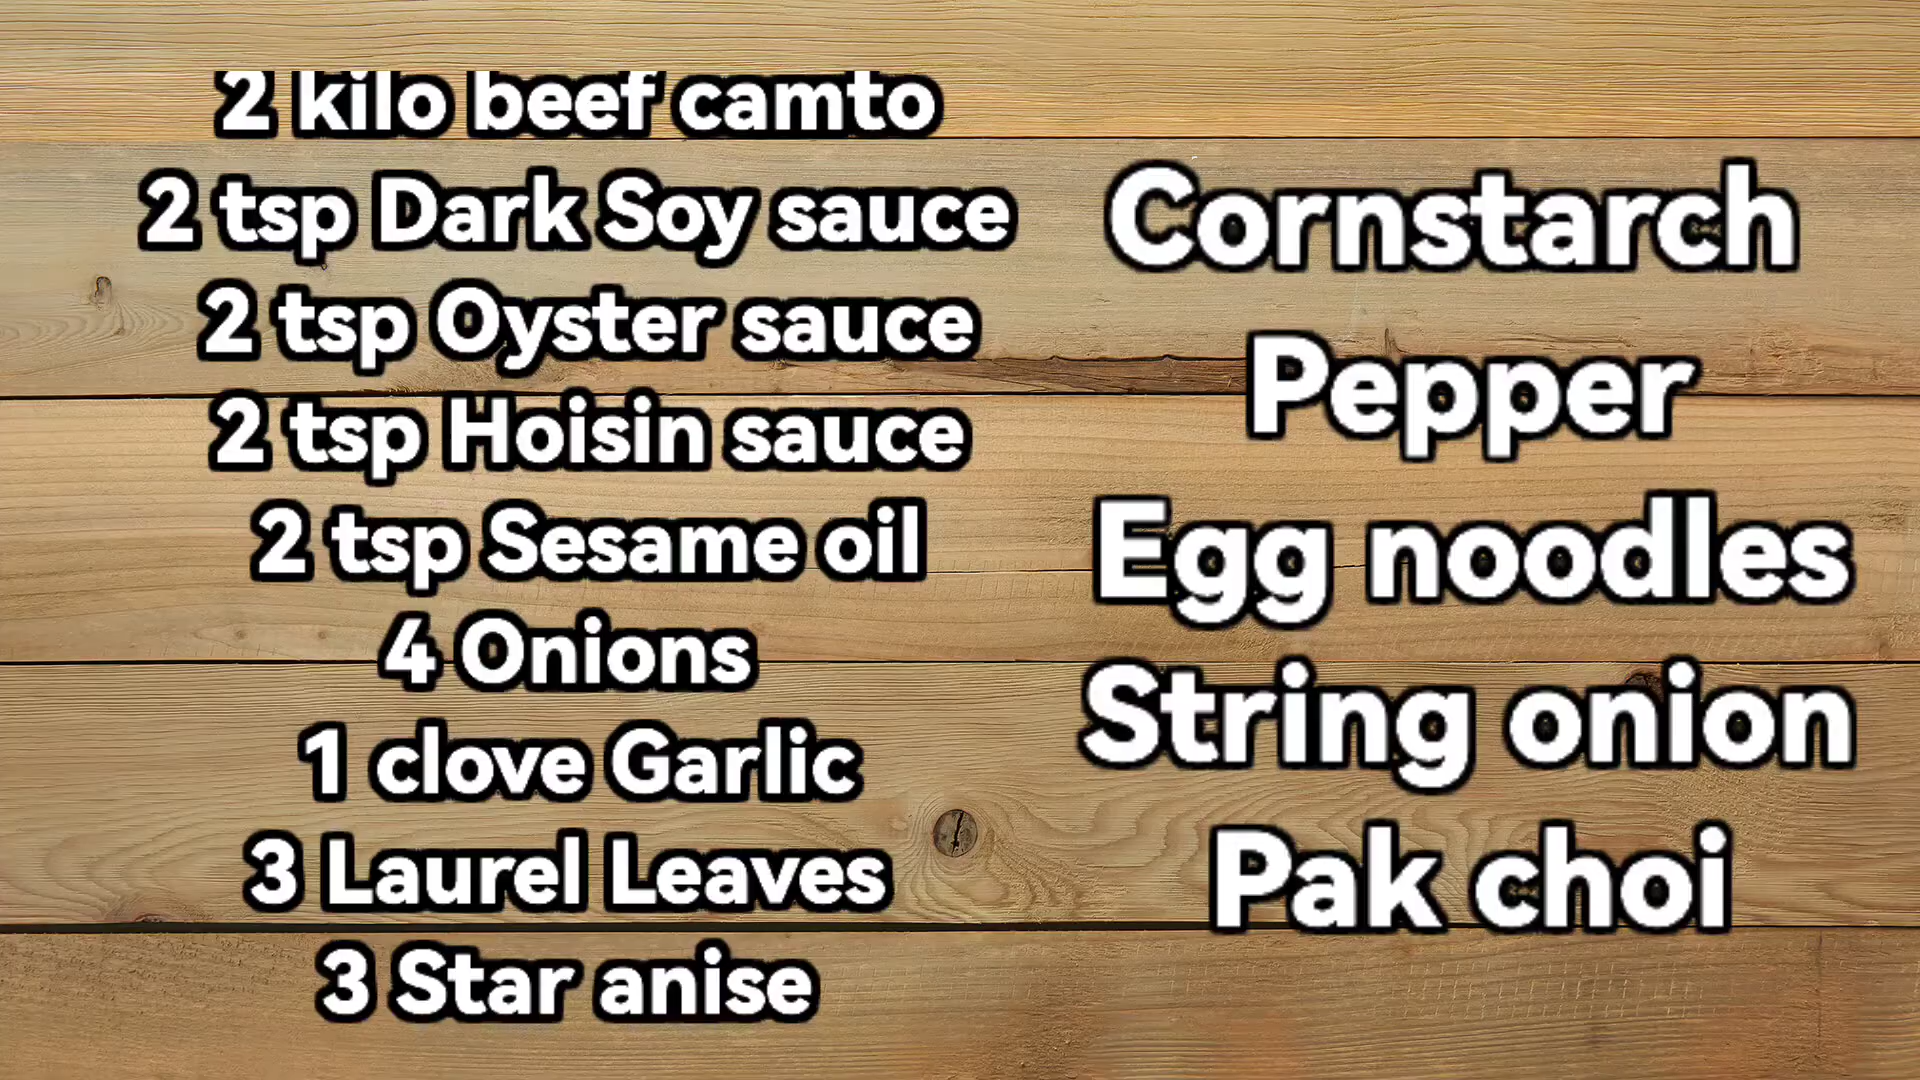 2 kilo beef camto
2 tsp Dark Soy sauce
2 tsp Oyster sauce
2 tsp Hoisin sauce
2 tsp Sesame oil
4 Onions
1 clove Garlic
3 Laurel Leaves
3 Star anise
Cornstarch
Pepper
Egg noodles
String onion
Pak choi